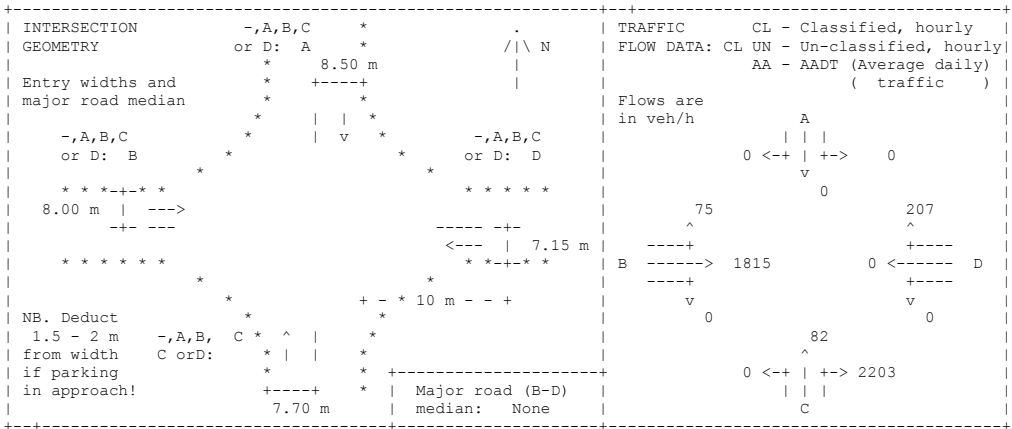 +--+-----------------------------------------------------------------+--+-------------------------------------------+
| INTERSECTION -,A,B,C * . | TRAFFIC CL - Classified, hourly |
| GEOMETRY or D: A * /|\ N | FLOW DATA: CL UN - Un-classified, hourly|
| * 8.50 m | | AA - AADT (Average daily) |
| Entry widths and * +----+ | | ( traffic ) |
| major road median * * | Flows are |
| * | | * | in veh/h A |
| -,A,B,C * | v * -,A,B,C | | | | |
| or D: B * * or D: D | 0 <-+ | +-> 0 |
| * * | v |
| * * *-+-* * * * * * * | 0 |
| 8.00 m | ---> | 75 207 |
| -+- --- ----- -+- | ^ ^ |
| <--- | 7.15 m | ----+ +---- |
| * * * * * * * *-+-* * | B ------> 1815 0 <------ D |
| * * | ----+ +---- |
| * + - * 10 m - - + | v v |
| NB. Deduct * * | 0 0 |
| 1.5 - 2 m -,A,B, C * ^ | * | 82 |
| from width C orD: * | | * | ^ |
| if parking * * +---------------------+ 0 <-+ | +-> 2203 |
| in approach! +----+ * | Major road (B-D) | | | | |
| 7.70 m | median: None | C |
+--+------------------------------------------+---------------------+----------------------------------------------+